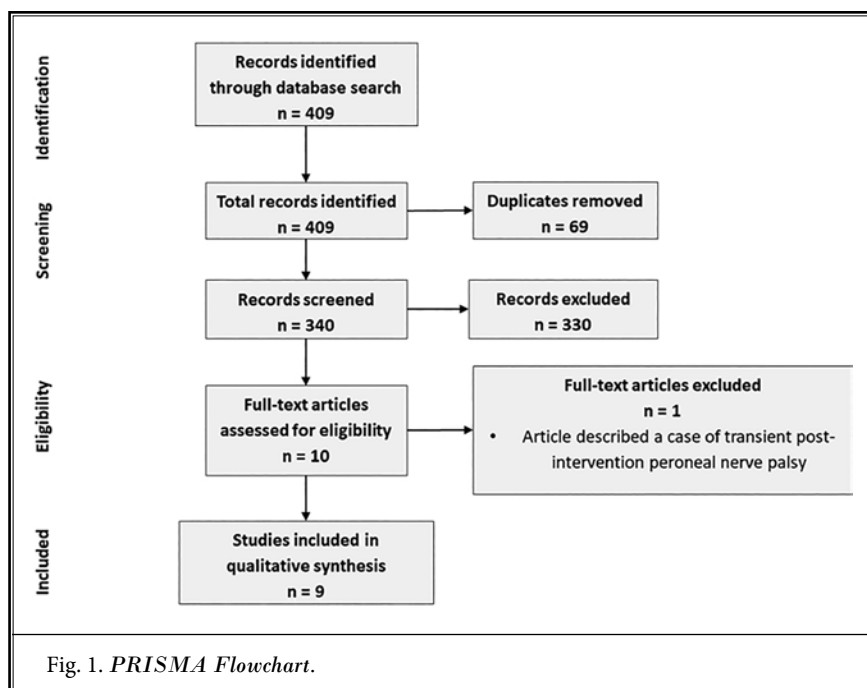 Identification
Records identified
through database search
n = 409
Screening
Total records identified
n = 409
Duplicates removed
n = 69
Records screened
n = 340
Records excluded
n = 330
Eligibility
Full-text articles
assessed for eligibility
n = 10
Full-text articles excluded
n = 1
• Article described a case of transient post-
intervention peroneal nerve palsy
Included
Studies included in
qualitative synthesis
n = 9
Fig. 1. PRISMA Flowchart.